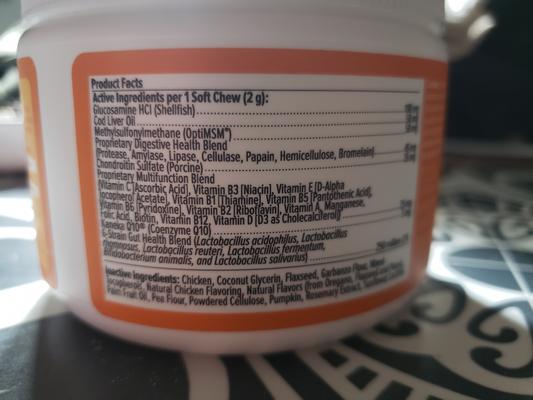 Product Facts
Active Ingredients per 1 Soft Chew (2 g):
Glucosamine HCl (Shellfish)
Cod Liver Oil
Methylsulfonylmethane (OptiMSM®)
Proprietary Digestive Health Blend
(Protease, Amylase, Lipase, Cellulase, Papain, Hemicellulose, Bromelain)
Chondroitin Sulfate (Porcine)
Proprietary Multifunction Blend
(Vitamin C [Ascorbic Acid], Vitamin B3 [Niacin], Vitamin E [D-Alpha
Tocopherol Acetate], Vitamin B1 [Thiamine], Vitamin B5 [Pantothenic Acid],
Vitamin B6 [Pyridoxine], Vitamin B2 [Riboflavin], Vitamin A, Manganese,
Folic Acid, Biotin, Vitamin B12, Vitamin D [D3 as Cholecalciferol])
Kaneka Q10® (Coenzyme Q10)
Strain Gut Health Blend (Lactobacillus acidophilus, Lactobacillus
rhamnosus, Lactobacillus reuteri, Lactobacillus fermentum,
Bifidobacterium animalis, and Lactobacillus salivarius)
Inactive Ingredients: Chicken, Coconut Glycerin, Flaxseed, Garbanzo Flour, Mixed
Tocopherols, Natural Chicken Flavoring, Natural Flavors (from Oregano,
Palm Fruit Oil, Pea Flour, Powdered Cellulose, Pumpkin, Rosemary Extract,